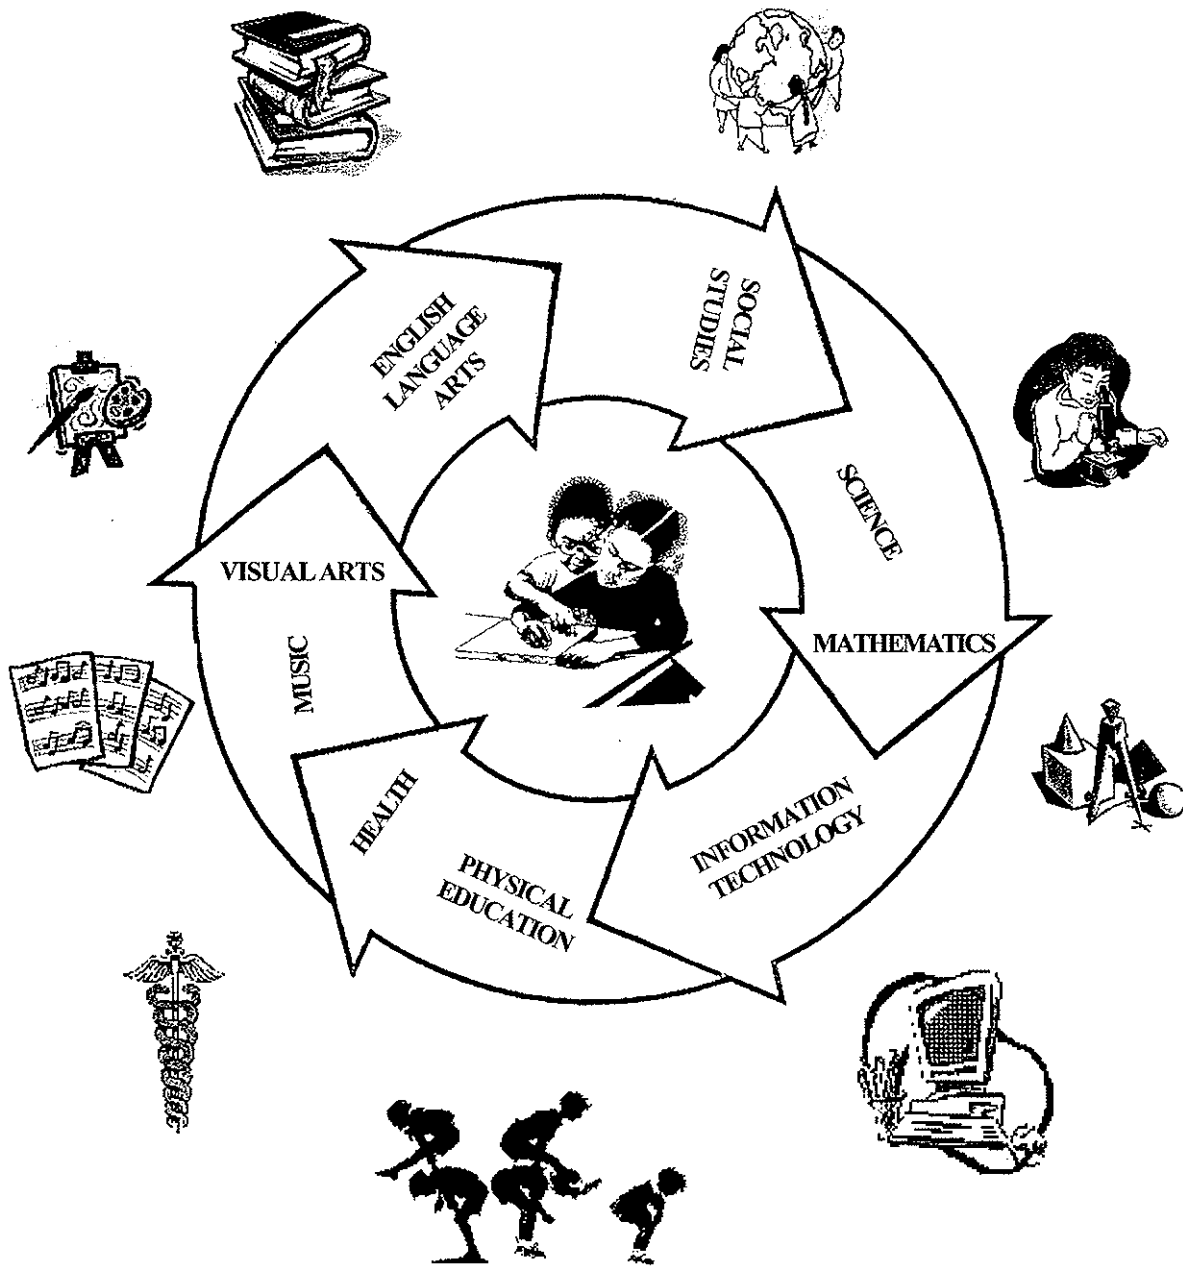 ENGLISH
LANGUAGE
ARTS
SOCIAL
STUDIES
SCIENCE
MATHEMATICS
INFORMATION
TECHNOLOGY
PHYSICAL
EDUCATION
HEALTH
MUSIC
VISUAL ARTS